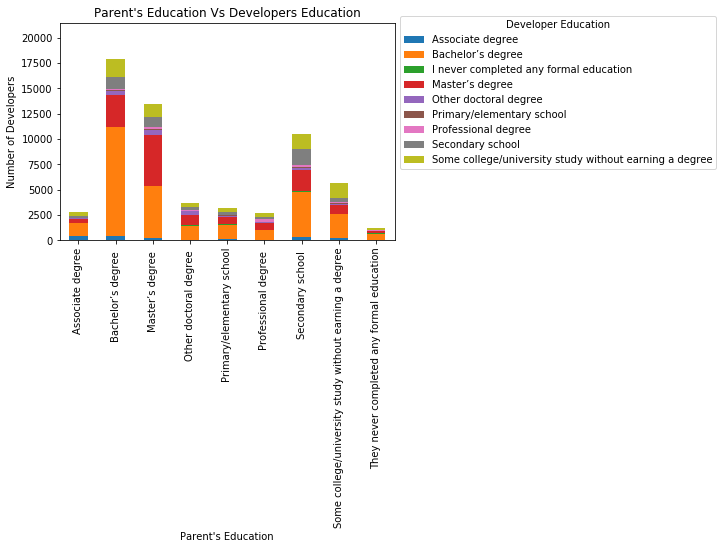 Parent's Education Vs Developers Education
Number of Developers
20000
17500
15000
12500
10000
7500
5000
2500
0
Associate degree
Bachelor’s degree
Master’s degree
Other doctoral degree
Primary/elementary school
Professional degree
Secondary school
Some college/university study without earning a degree
They never completed any formal education
Parent's Education
Developer Education
Associate degree
Bachelor’s degree
I never completed any formal education
Master’s degree
Other doctoral degree
Primary/elementary school
Professional degree
Secondary school
Some college/university study without earning a degree